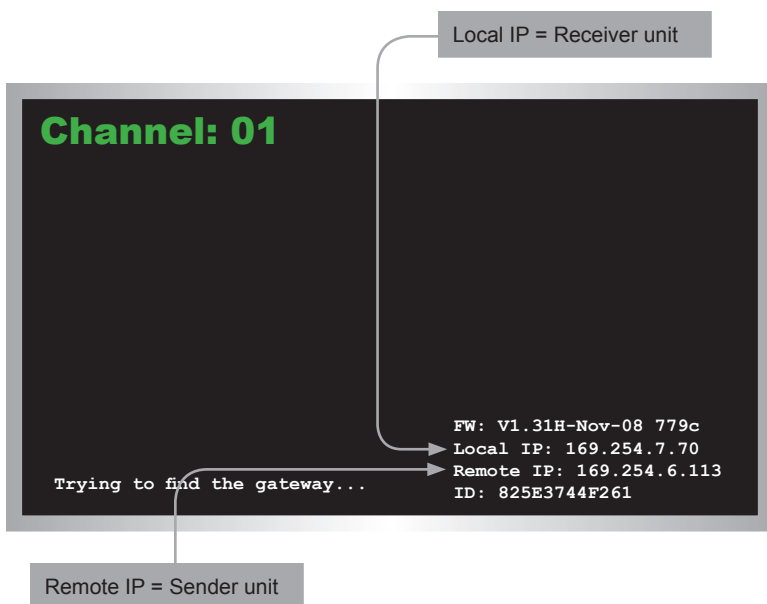 Local IP = Receiver unit
Channel: 01
FW: V1.31H-Nov-08 779c
Local IP: 169.254.7.70
Remote IP: 169.254.6.113
Trying to find the gateway...
ID: 825E3744F261
Remote IP = Sender unit